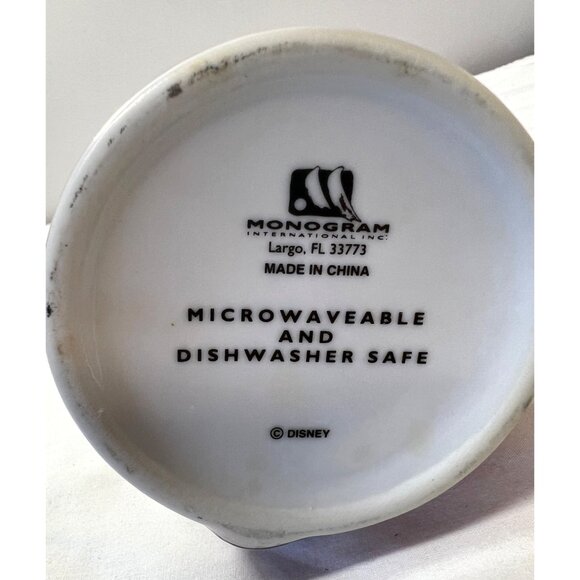 MONOGRAM
INTERNATIONAL INC.
Largo, FL 33773
MADE IN CHINA
MICROWAVEABLE
AND
DISHWASHER SAFE
© DISNEY